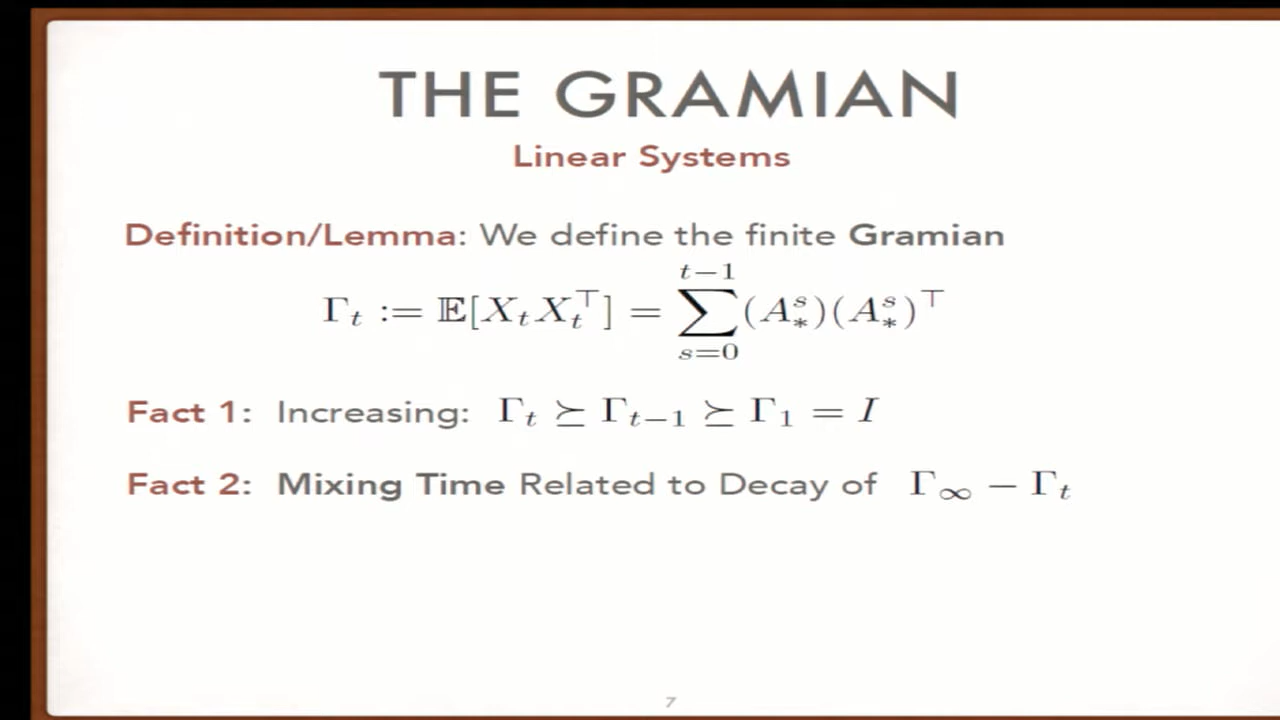 THE GRAMIAN
Linear Systems
Definition/Lemma: We define the finite Gramian
Γ_t := 𝔼[X_t X_t^⊤] = ∑_{s=0}^{t−1} (A_*^s)(A_*^s)^⊤
Fact 1: Increasing: Γ_t ⪰ Γ_{t−1} ⪰ Γ_1 = I
Fact 2: Mixing Time Related to Decay of Γ_∞ − Γ_t
7